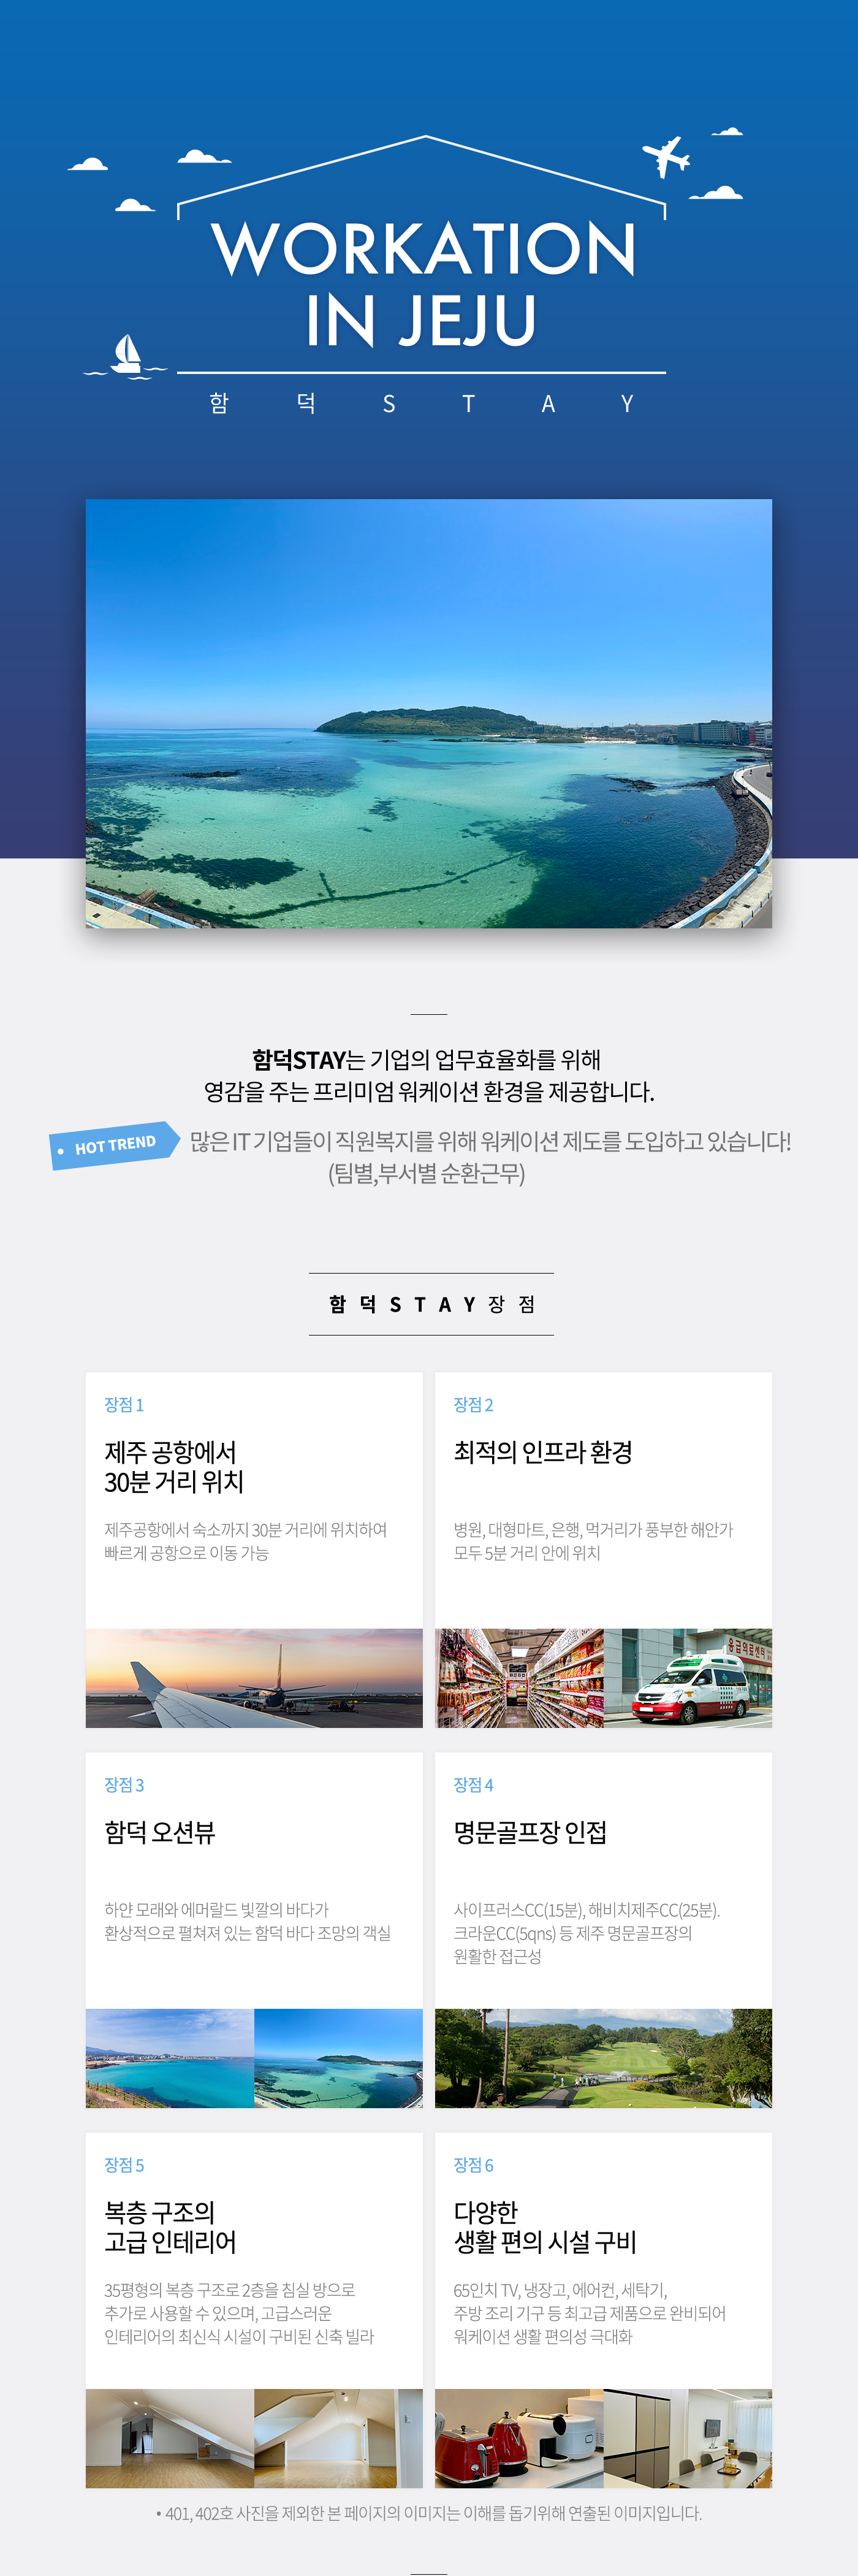 WORKATION
IN JEJU
함 덕 S T A Y
함덕STAY는 기업의 업무효율화를 위해
영감을 주는 프리미엄 워케이션 환경을 제공합니다.
HOT TREND 많은 IT 기업들이 직원복지를 위해 워케이션 제도를 도입하고 있습니다!
(팀별,부서별 순환근무)
함 덕 S T A Y 장 점
장점 1
제주 공항에서
30분 거리 위치
제주공항에서 숙소까지 30분 거리에 위치하여
빠르게 공항으로 이동 가능
장점 2
최적의 인프라 환경
병원, 대형마트, 은행, 먹거리가 풍부한 해안가
모두 5분 거리 안에 위치
응급의료센터
장점 3
함덕 오션뷰
하얀 모래와 에머랄드 빛깔의 바다가
환상적으로 펼쳐져 있는 함덕 바다 조망의 객실
장점 4
명문골프장 인접
사이프러스CC(15분), 해비치제주CC(25분).
크라운CC(5qns) 등 제주 명문골프장의
원활한 접근성
장점 5
복층 구조의
고급 인테리어
35평형의 복층 구조로 2층을 침실 방으로
추가로 사용할 수 있으며, 고급스러운
인테리어의 최신식 시설이 구비된 신축 빌라
장점 6
다양한
생활 편의 시설 구비
65인치 TV, 냉장고, 에어컨, 세탁기,
주방 조리 기구 등 최고급 제품으로 완비되어
워케이션 생활 편의성 극대화
• 401, 402호 사진을 제외한 본 페이지의 이미지는 이해를 돕기위해 연출된 이미지입니다.